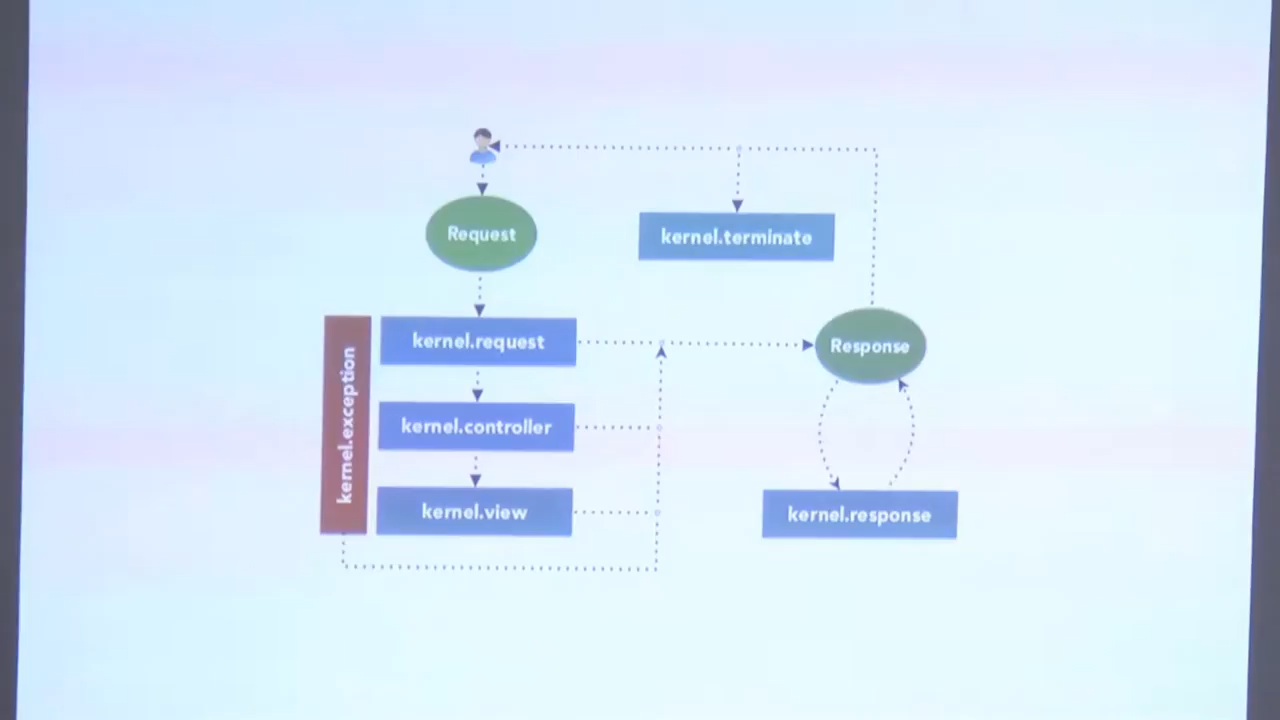 Request
kernel.terminate
kernel.exception
kernel.request
Response
kernel.controller
kernel.view
kernel.response